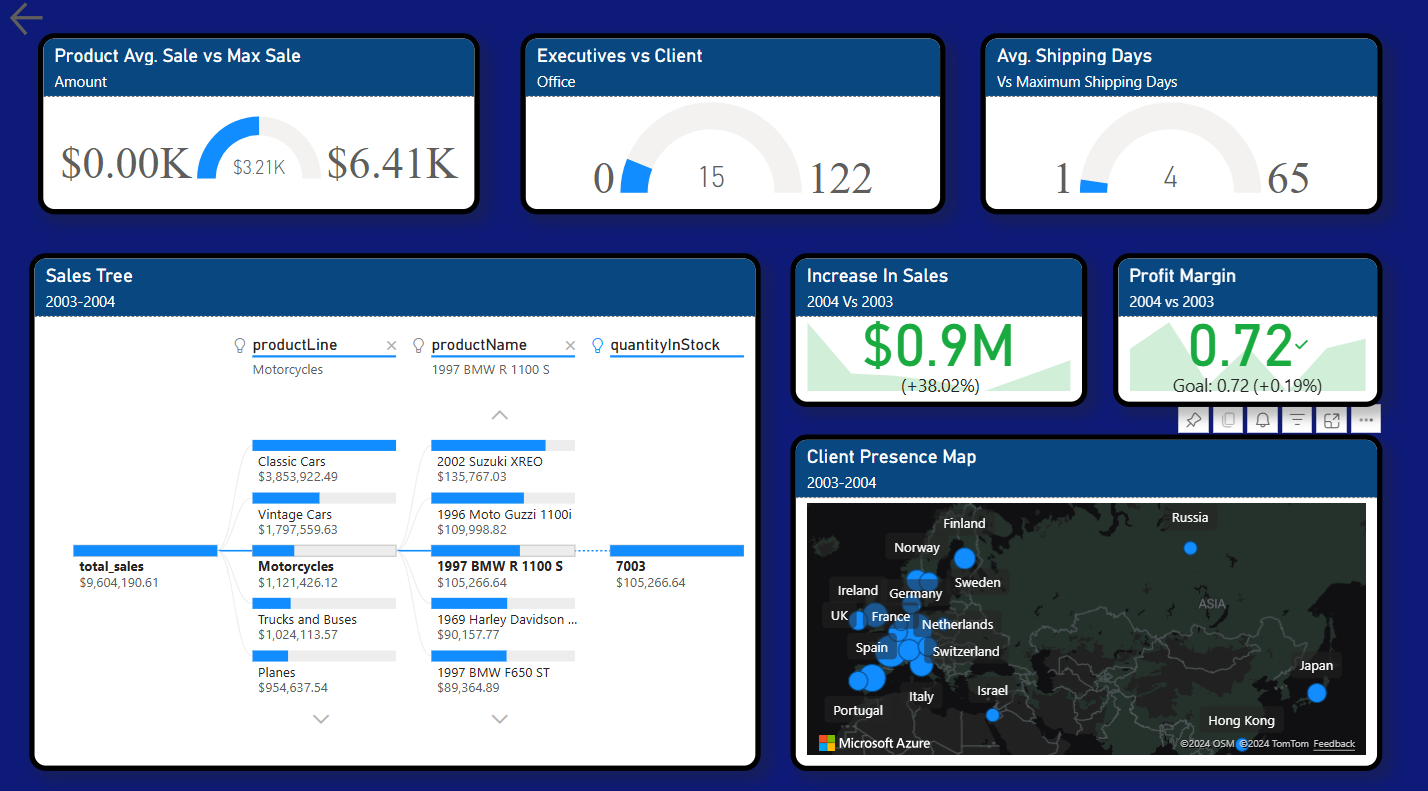 Product Avg. Sale vs Max Sale
Amount
$0.00K
$3.21K
$6.41K
Executives vs Client
Office
0
15
122
Avg. Shipping Days
Vs Maximum Shipping Days
1
4
65
Sales Tree
2003-2004
productLine
Motorcycles
productName
1997 BMW R 1100 S
quantityInStock
total_sales
$9,604,190.61
Classic Cars
$3,853,922.49
Vintage Cars
$1,797,559.63
Motorcycles
$1,121,426.12
Trucks and Buses
$1,024,113.57
Planes
$954,637.54
2002 Suzuki XREO
$135,767.03
1996 Moto Guzzi 1100i
$109,998.82
1997 BMW R 1100 S
$105,266.64
1969 Harley Davidson ...
$90,157.77
1997 BMW F650 ST
$89,364.89
7003
$105,266.64
Increase In Sales
2004 Vs 2003
$0.9M
(+38.02%)
Profit Margin
2004 vs 2003
0.72
Goal: 0.72 (+0.19%)
Client Presence Map
2003-2004
Finland
Russia
Norway
Sweden
Ireland
Germany
ASIA
UK
France
Netherlands
Spain
Switzerland
Japan
Italy
Israel
Portugal
Hong Kong
Microsoft Azure
©2024 OSM ©2024 TomTom Feedback